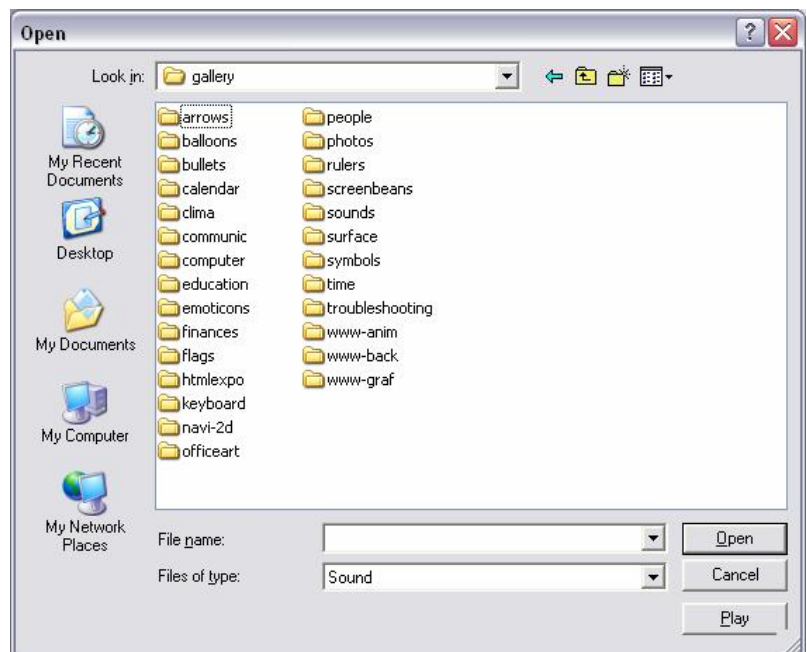 Open
Look in: gallery
My Recent
Documents
Desktop
My Documents
My Computer
My Network
Places
arrows
balloons
bullets
calendar
clima
communic
computer
education
emoticons
finances
flags
htmlexpo
keyboard
navi-2d
officeart
people
photos
rulers
screenbeans
sounds
surface
symbols
time
troubleshooting
www-anim
www-back
www-graf
File name:
Open
Files of type: Sound
Cancel
Play